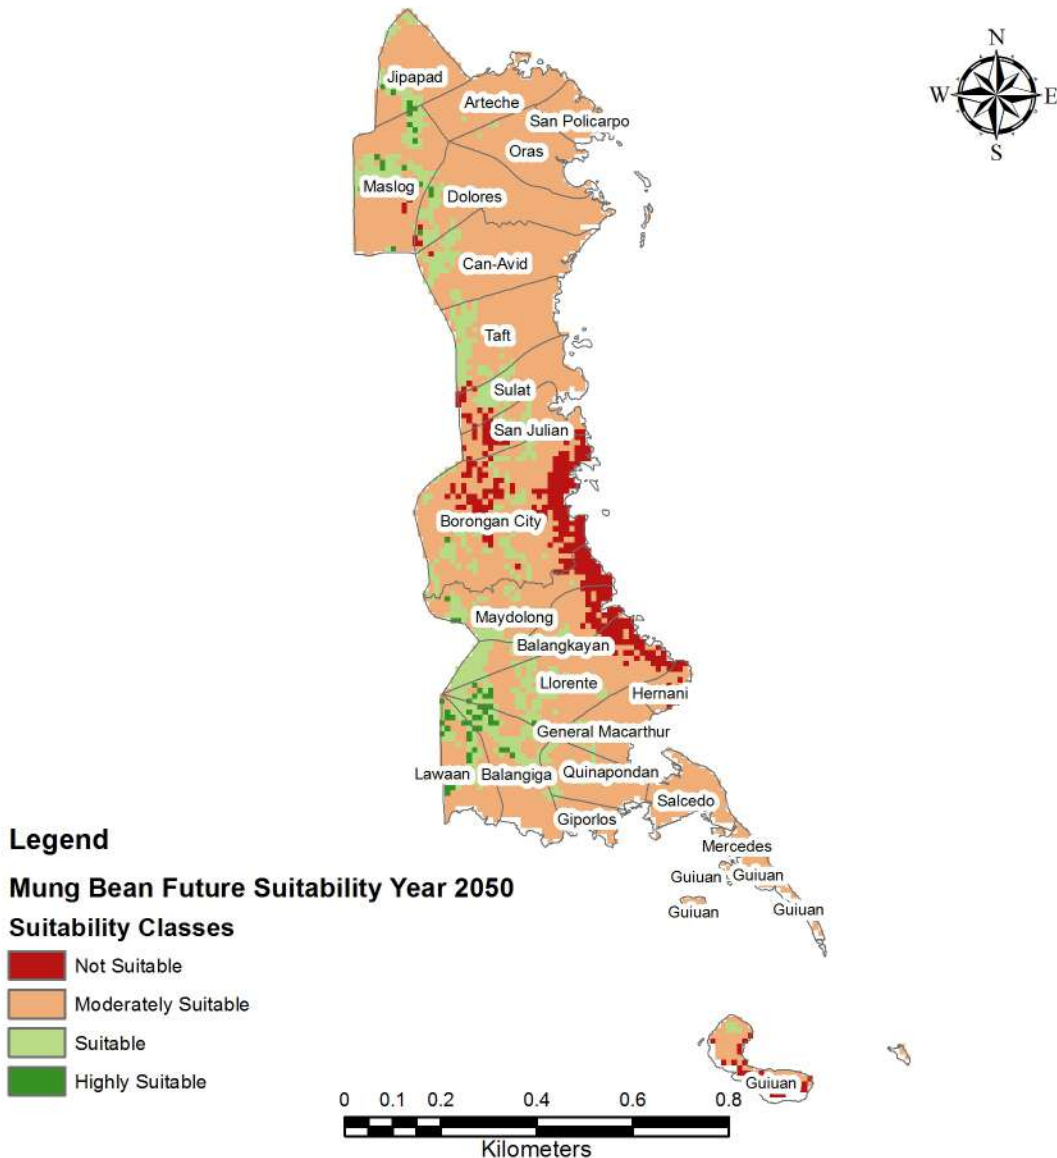 N
W E
S
Jipapad
Arteche
San Policarpo
Oras
Maslog
Dolores
Can-Avid
Taft
Sulat
San Julian
Borongan City
Maydolong
Balangkayan
Llorente
Hernani
General Macarthur
Lawaan Balangiga Quinapondan
Salcedo
Giporlos
Mercedes
Guiuan Guiuan
Guiuan Guiuan
Guiuan
Legend
Mung Bean Future Suitability Year 2050
Suitability Classes
Not Suitable
Moderately Suitable
Suitable
Highly Suitable
0 0.1 0.2 0.4 0.6 0.8
Kilometers